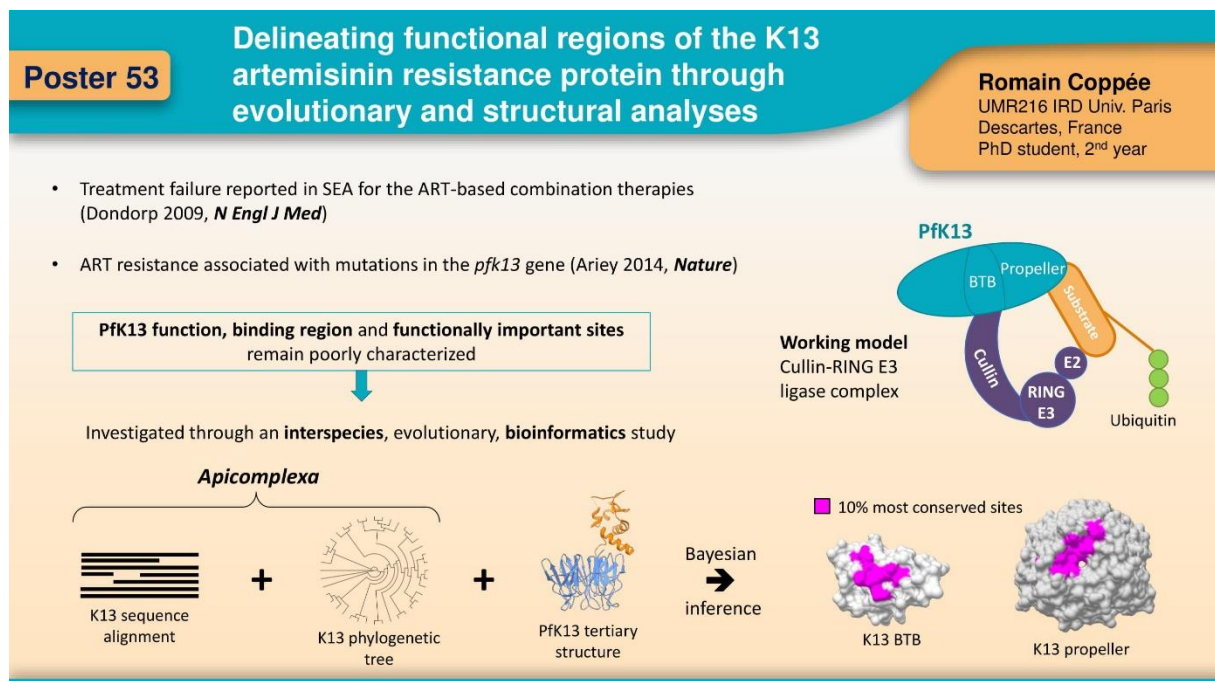 Poster 53
Delineating functional regions of the K13
artemisinin resistance protein through
evolutionary and structural analyses
Romain Coppée
UMR216 IRD Univ. Paris
Descartes, France
PhD student, 2nd year
• Treatment failure reported in SEA for the ART-based combination therapies
(Dondorp 2009, N Engl J Med)
• ART resistance associated with mutations in the pfk13 gene (Ariey 2014, Nature)
PfK13 function, binding region and functionally important sites
remain poorly characterized
Investigated through an interspecies, evolutionary, bioinformatics study
PfK13
BTB
Propeller
Substrate
Cullin
E2
RING
E3
Ubiquitin
Working model
Cullin-RING E3
ligase complex
Apicomplexa
K13 sequence
alignment
+
K13 phylogenetic
tree
+
PfK13 tertiary
structure
Bayesian
➔
inference
10% most conserved sites
K13 BTB
K13 propeller